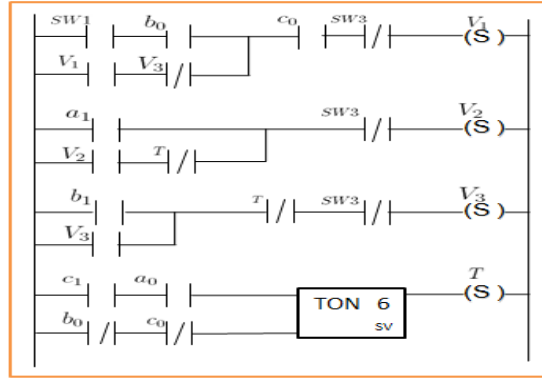 SW1 b₀ c₀ SW3 V₁
(S)
V₁ V₃
a₁ SW3 V₂
(S)
V₂ T
b₁ T SW3 V₃
(S)
V₃
c₁ a₀ T
TON 6 (S)
b₀ c₀ sv